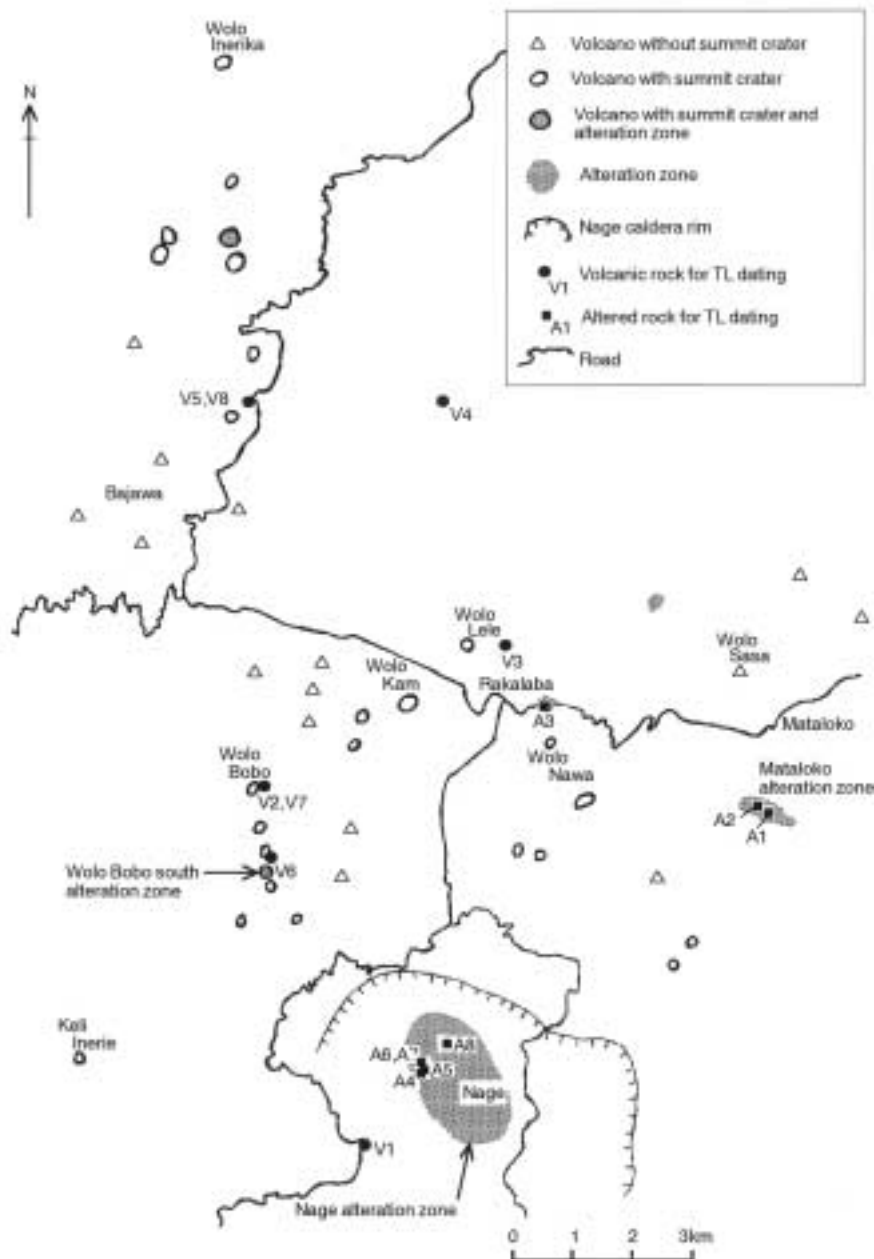 Wolo
Inerika
N
Volcano without summit crater
Volcano with summit crater
Volcano with summit crater and
alteration zone
Alteration zone
Nage caldera rim
V1
Volcanic rock for TL dating
A1
Altered rock for TL dating
Road
V5,V8
V4
Bajawa
Wolo
Lele
V3
Wolo
Sasa
Wolo
Kam
Rakalaba
A3
Mataloko
Wolo
Bobo
V2,V7
Wolo
Nawa
Mataloko
alteration zone
A2
A1
Wolo Bobo south
alteration zone
V6
Keli
Inerie
A8
A5
A4
Nage
V1
Nage alteration zone
0 1 2 3km